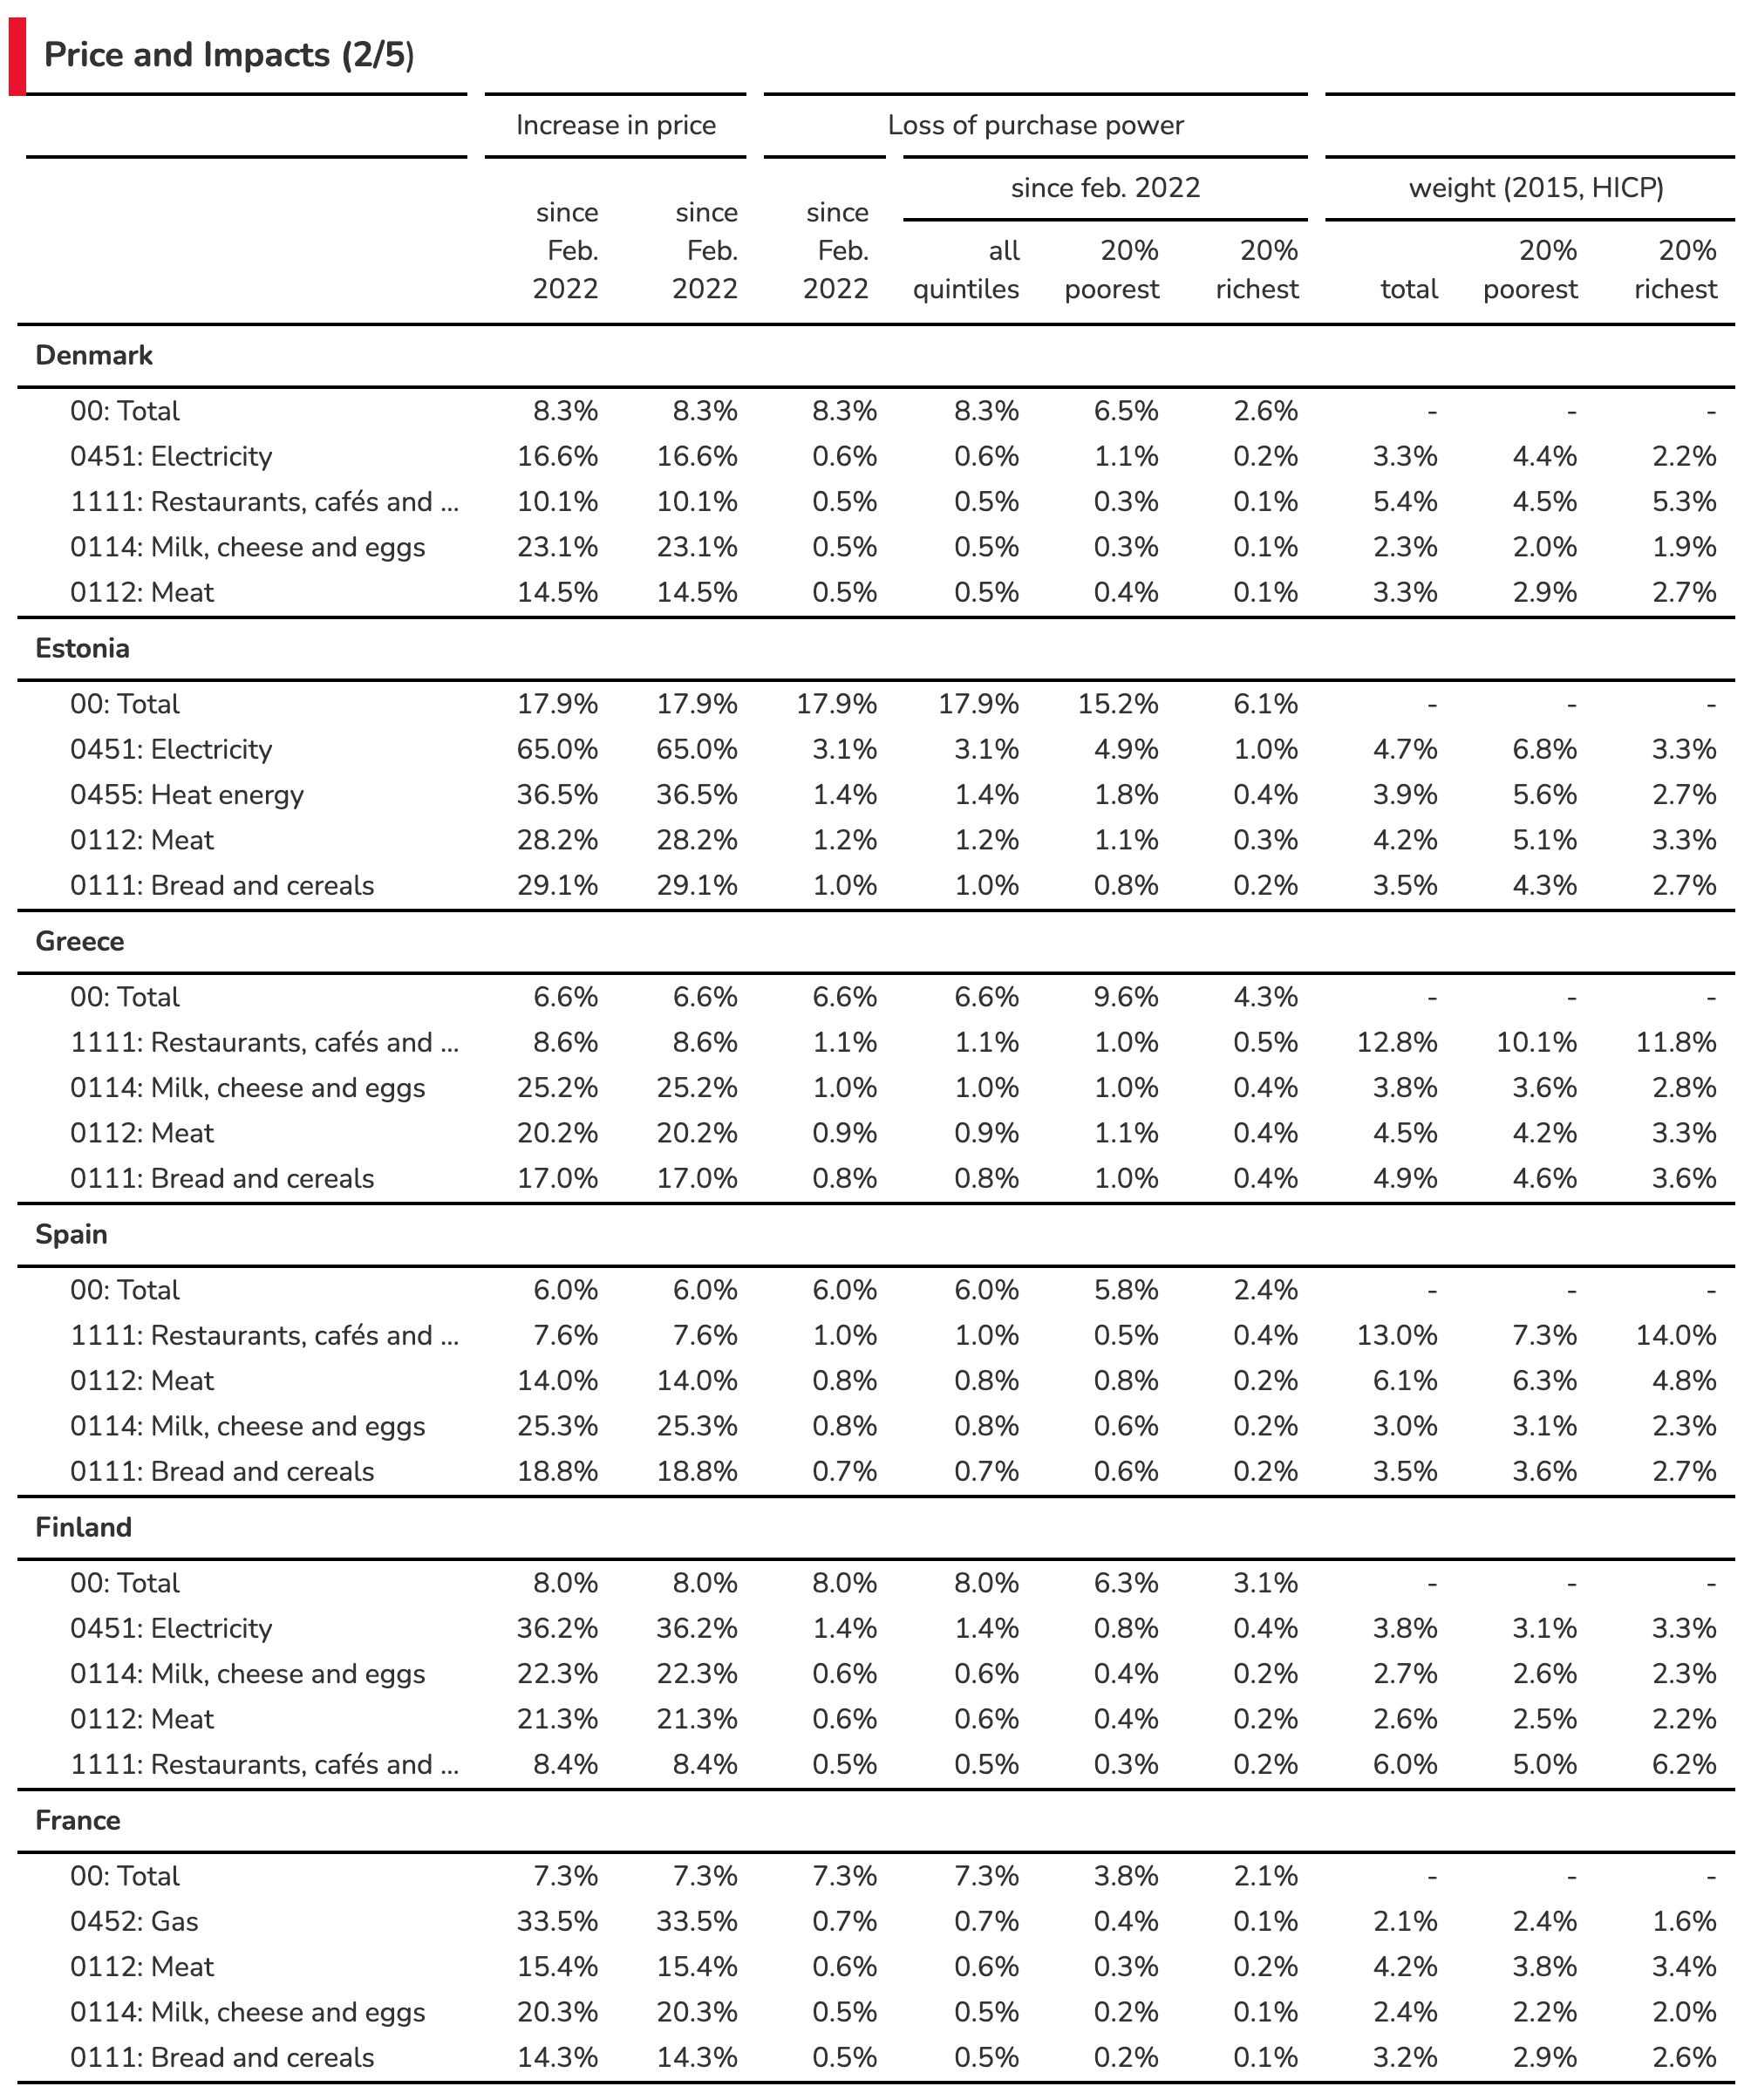 Price and Impacts (2/5)
Increase in price Loss of purchase power
since feb. 2022 weight (2015, HICP)
since since since
Feb. Feb. Feb. all 20% 20% 20% 20%
2022 2022 2022 quintiles poorest richest total poorest richest
Denmark
00: Total 8.3% 8.3% 8.3% 8.3% 6.5% 2.6% - - -
0451: Electricity 16.6% 16.6% 0.6% 0.6% 1.1% 0.2% 3.3% 4.4% 2.2%
1111: Restaurants, cafés and ... 10.1% 10.1% 0.5% 0.5% 0.3% 0.1% 5.4% 4.5% 5.3%
0114: Milk, cheese and eggs 23.1% 23.1% 0.5% 0.5% 0.3% 0.1% 2.3% 2.0% 1.9%
0112: Meat 14.5% 14.5% 0.5% 0.5% 0.4% 0.1% 3.3% 2.9% 2.7%
Estonia
00: Total 17.9% 17.9% 17.9% 17.9% 15.2% 6.1% - - -
0451: Electricity 65.0% 65.0% 3.1% 3.1% 4.9% 1.0% 4.7% 6.8% 3.3%
0455: Heat energy 36.5% 36.5% 1.4% 1.4% 1.8% 0.4% 3.9% 5.6% 2.7%
0112: Meat 28.2% 28.2% 1.2% 1.2% 1.1% 0.3% 4.2% 5.1% 3.3%
0111: Bread and cereals 29.1% 29.1% 1.0% 1.0% 0.8% 0.2% 3.5% 4.3% 2.7%
Greece
00: Total 6.6% 6.6% 6.6% 6.6% 9.6% 4.3% - - -
1111: Restaurants, cafés and ... 8.6% 8.6% 1.1% 1.1% 1.0% 0.5% 12.8% 10.1% 11.8%
0114: Milk, cheese and eggs 25.2% 25.2% 1.0% 1.0% 1.0% 0.4% 3.8% 3.6% 2.8%
0112: Meat 20.2% 20.2% 0.9% 0.9% 1.1% 0.4% 4.5% 4.2% 3.3%
0111: Bread and cereals 17.0% 17.0% 0.8% 0.8% 1.0% 0.4% 4.9% 4.6% 3.6%
Spain
00: Total 6.0% 6.0% 6.0% 6.0% 5.8% 2.4% - - -
1111: Restaurants, cafés and ... 7.6% 7.6% 1.0% 1.0% 0.5% 0.4% 13.0% 7.3% 14.0%
0112: Meat 14.0% 14.0% 0.8% 0.8% 0.8% 0.2% 6.1% 6.3% 4.8%
0114: Milk, cheese and eggs 25.3% 25.3% 0.8% 0.8% 0.6% 0.2% 3.0% 3.1% 2.3%
0111: Bread and cereals 18.8% 18.8% 0.7% 0.7% 0.6% 0.2% 3.5% 3.6% 2.7%
Finland
00: Total 8.0% 8.0% 8.0% 8.0% 6.3% 3.1% - - -
0451: Electricity 36.2% 36.2% 1.4% 1.4% 0.8% 0.4% 3.8% 3.1% 3.3%
0114: Milk, cheese and eggs 22.3% 22.3% 0.6% 0.6% 0.4% 0.2% 2.7% 2.6% 2.3%
0112: Meat 21.3% 21.3% 0.6% 0.6% 0.4% 0.2% 2.6% 2.5% 2.2%
1111: Restaurants, cafés and ... 8.4% 8.4% 0.5% 0.5% 0.3% 0.2% 6.0% 5.0% 6.2%
France
00: Total 7.3% 7.3% 7.3% 7.3% 3.8% 2.1% - - -
0452: Gas 33.5% 33.5% 0.7% 0.7% 0.4% 0.1% 2.1% 2.4% 1.6%
0112: Meat 15.4% 15.4% 0.6% 0.6% 0.3% 0.2% 4.2% 3.8% 3.4%
0114: Milk, cheese and eggs 20.3% 20.3% 0.5% 0.5% 0.2% 0.1% 2.4% 2.2% 2.0%
0111: Bread and cereals 14.3% 14.3% 0.5% 0.5% 0.2% 0.1% 3.2% 2.9% 2.6%